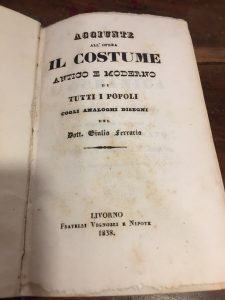 AGGIUNTE
ALL' OPERA
IL COSTUME
ANTICO E MODERNO
DI
TUTTI I POPOLI
COGLI ANALOGHI DISEGNI
DEL
Dott. Giulio Ferrario
LIVORNO
FRATELLI VIGNOZZI E NIPOTE
1838.